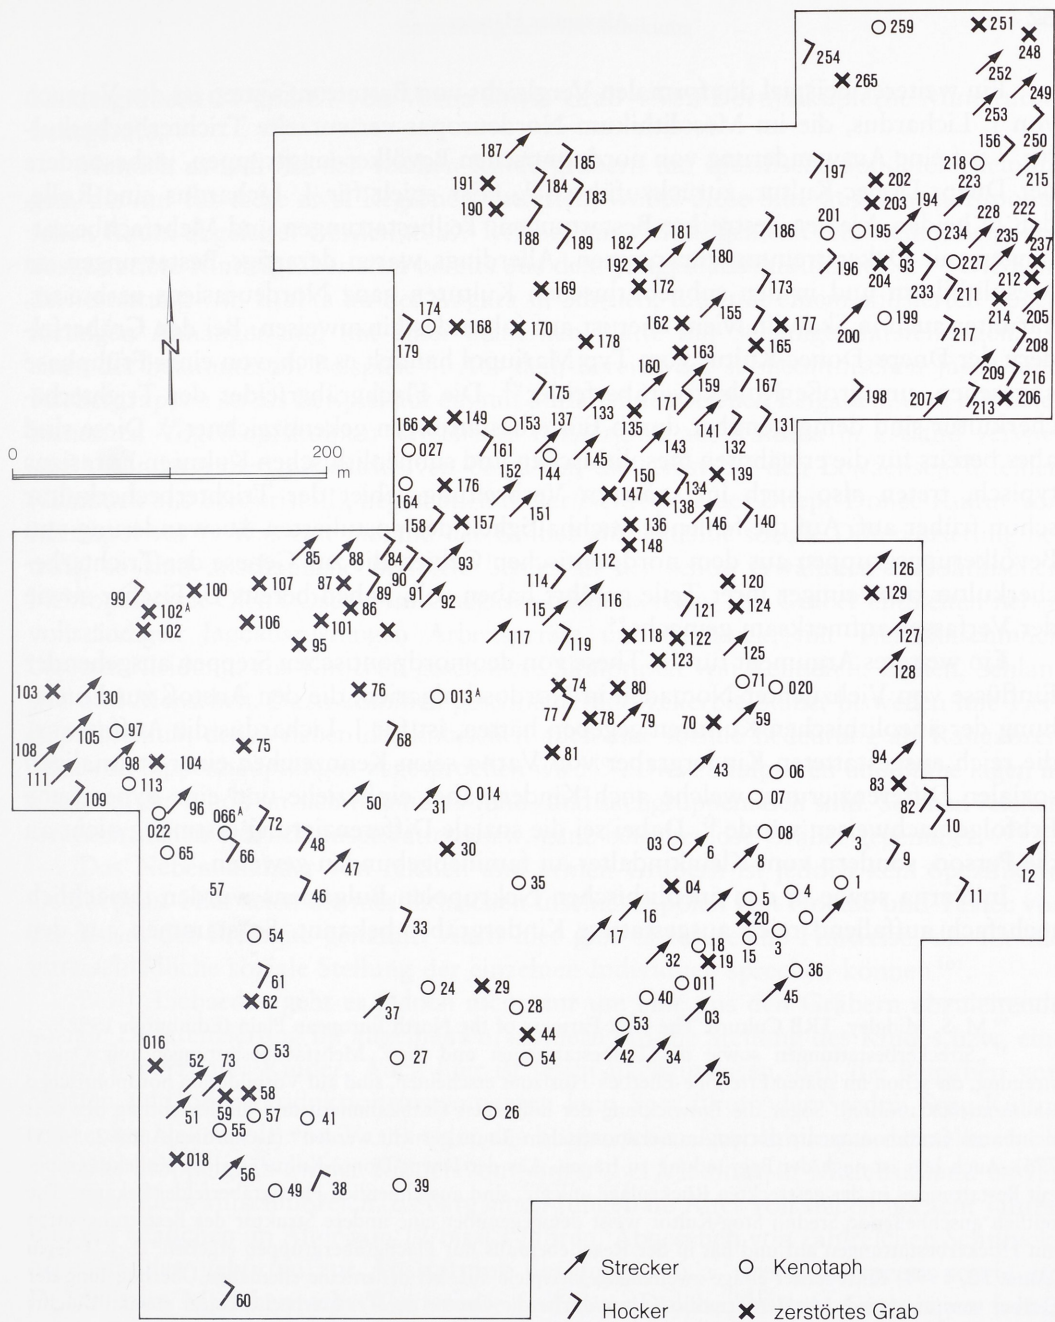 259 251 248
254 252
265 249
253
187 185 156 250
191 184 197 218 215
190 183 202 223
203 194
188 189 182 181 186 201 195 228 222
234 235 237
192 180 196 204 93 227
169 172 173 233 211 212
174 155 199 214 205
168 170 162 177 200
179 178 165 217 208
N 163
160 209 216
175 159 167 198
133 171 207 213 206
149 137
166 153 135 141 131
0 200 m
027 161 144 145 143 132
152 150 139
164 176 147 134
151 138
158 157 136 146 140
85 88 84 93 148
112 126
107 87 90 114 120
100 89 91 92 129
99 102A 86 115 116 121 124
102 106 101 118 122 127
95 117 119 125
123 128
103 130 76 013A 74 80 71 020
77 78 79 70 59
105 97 68
108 75 81 94
98 104 43
111 06 83
109 113 50 31 014 07 82
96 10
022 066 72 08
65 66 48 30 03 6 8 3 9 12
47
57 35 04 4 1 11
46 5
16 20
54 33 17 18 15 3
32 19 36
61 24 29 011 45
62 37 28 40 03
016 53 44 53
52 73 27 54 42 34
58 25
51 59 57 41 26
55
018 56
49 38 39
60
Strecker Kenotaph
Hocker zerstörtes Grab